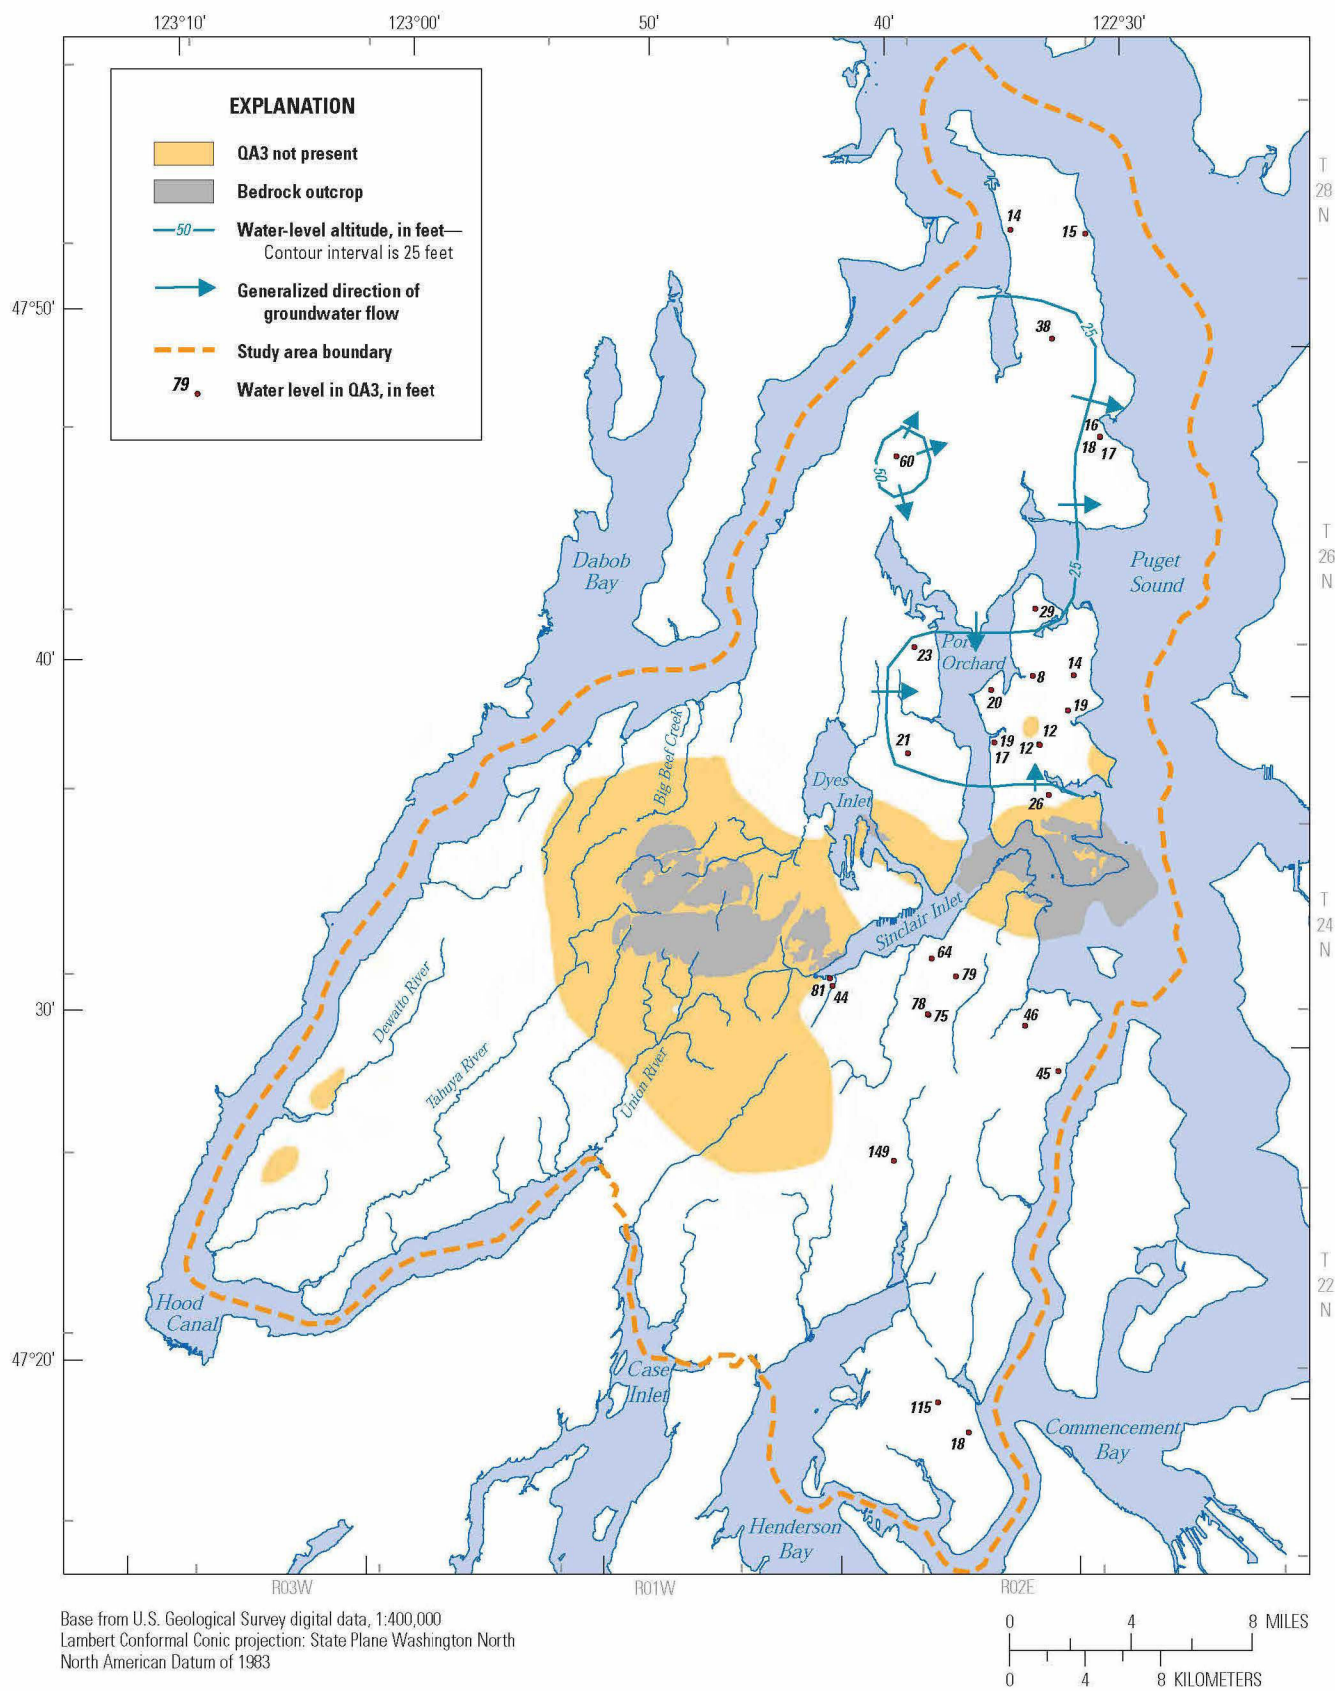 123°10' 123°00' 50' 40' 122°30'
EXPLANATION
QA3 not present
Bedrock outcrop
50
Water-level altitude, in feet—
Contour interval is 25 feet
Generalized direction of
groundwater flow
Study area boundary
79
Water level in QA3, in feet
T
28
N
14
15
47°50'
38
25
16
18 17
60
50
T
26
N
Dabob
Bay
Puget
Sound
25
29
40'
23
Port
Orchard
8
14
20
19
21
19
17
12
12
Big Beef Creek
Dyes
Inlet
26
T
24
N
Sinclair Inlet
64
79
81
44
78
75
46
30'
45
Dewatto River
Tahuya River
Union River
149
T
22
N
Hood
Canal
47°20'
Case
Inlet
115
18
Commencement
Bay
Henderson
Bay
R03W R01W R02E
Base from U.S. Geological Survey digital data, 1:400,000
Lambert Conformal Conic projection: State Plane Washington North
North American Datum of 1983
0 4 8 MILES
0 4 8 KILOMETERS